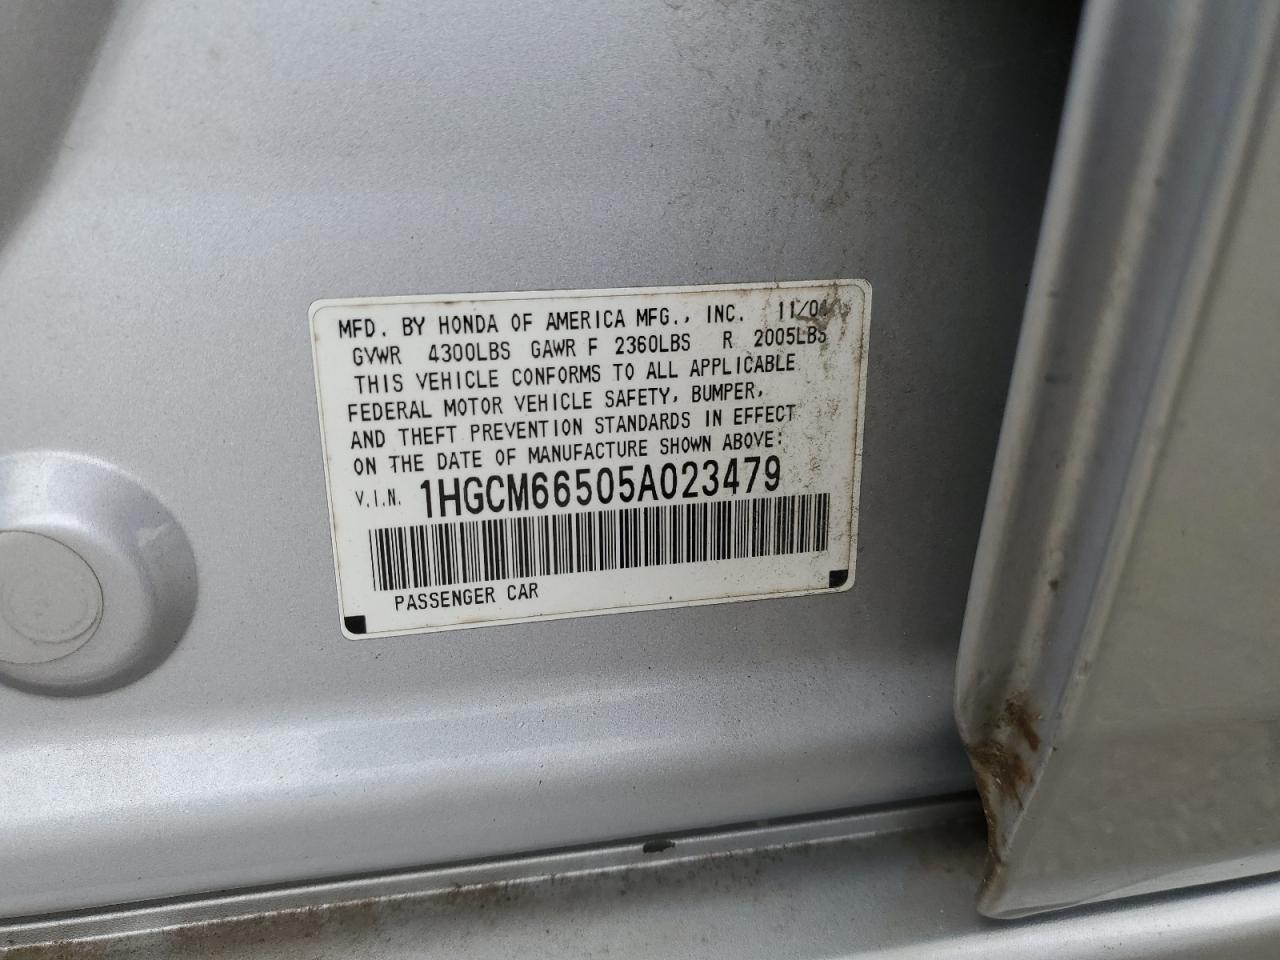 MFD. BY HONDA OF AMERICA MFG., INC. 11/04
GVWR 4300LBS GAWR F 2360LBS R 2005LBS
THIS VEHICLE CONFORMS TO ALL APPLICABLE
FEDERAL MOTOR VEHICLE SAFETY, BUMPER,
AND THEFT PREVENTION STANDARDS IN EFFECT
ON THE DATE OF MANUFACTURE SHOWN ABOVE:
V.I.N. 1HGCM66505A023479
PASSENGER CAR